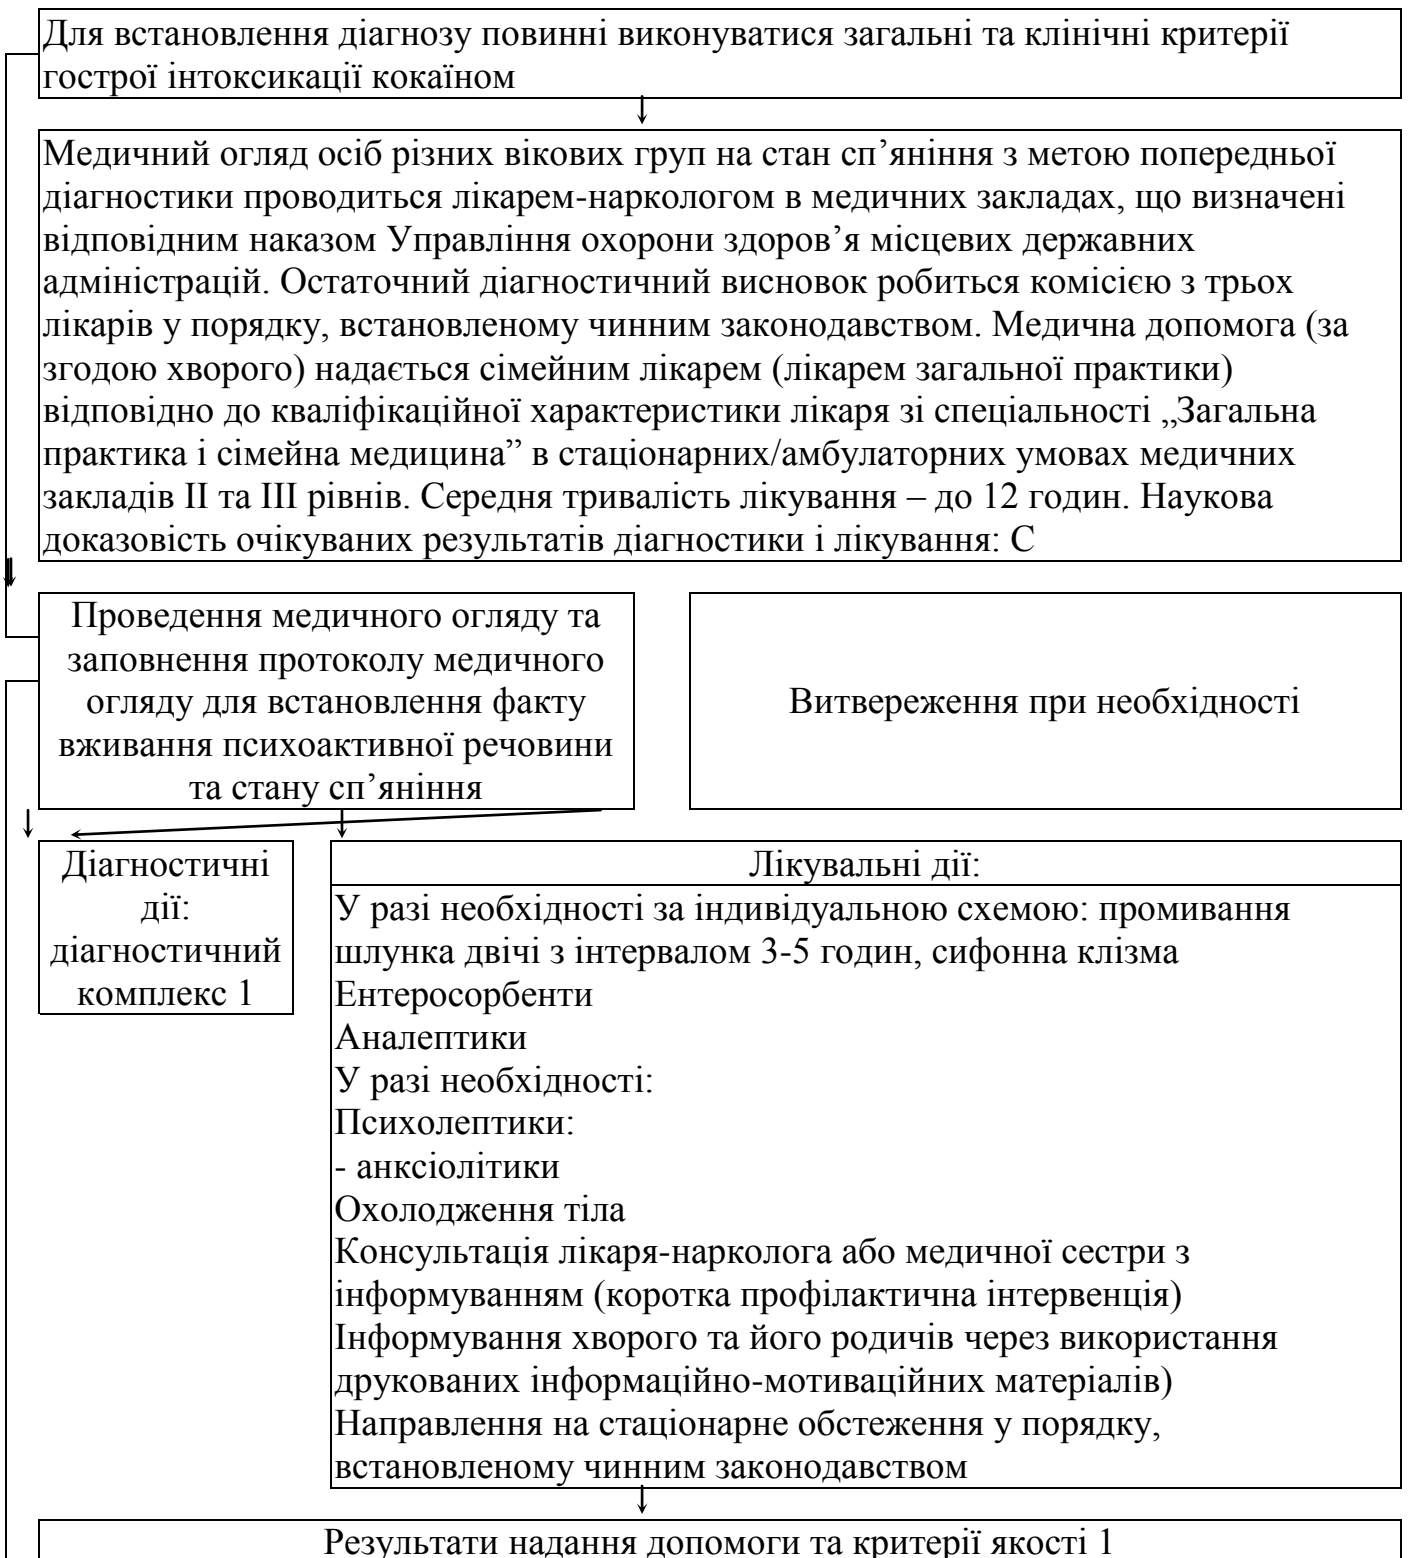 Для встановлення діагнозу повинні виконуватися загальні та клінічні критерії
гострої інтоксикації кокаїном
Медичний огляд осіб різних вікових груп на стан сп’яніння з метою попередньої
діагностики проводиться лікарем-наркологом в медичних закладах, що визначені
відповідним наказом Управління охорони здоров’я місцевих державних
адміністрацій. Остаточний діагностичний висновок робиться комісією з трьох
лікарів у порядку, встановленому чинним законодавством. Медична допомога (за
згодою хворого) надається сімейним лікарем (лікарем загальної практики)
відповідно до кваліфікаційної характеристики лікаря зі спеціальності „Загальна
практика і сімейна медицина” в стаціонарних/амбулаторних умовах медичних
закладів ІІ та ІІІ рівнів. Середня тривалість лікування – до 12 годин. Наукова
доказовість очікуваних результатів діагностики і лікування: С
Проведення медичного огляду та
заповнення протоколу медичного
огляду для встановлення факту
вживання психоактивної речовини
та стану сп’яніння
Витвереження при необхідності
Діагностичні
дії:
діагностичний
комплекс 1
Лікувальні дії:
У разі необхідності за індивідуальною схемою: промивання
шлунка двічі з інтервалом 3-5 годин, сифонна клізма
Ентеросорбенти
Аналептики
У разі необхідності:
Психолептики:
- анксіолітики
Охолодження тіла
Консультація лікаря-нарколога або медичної сестри з
інформуванням (коротка профілактична інтервенція)
Інформування хворого та його родичів через використання
друкованих інформаційно-мотиваційних матеріалів)
Направлення на стаціонарне обстеження у порядку,
встановленому чинним законодавством
Результати надання допомоги та критерії якості 1